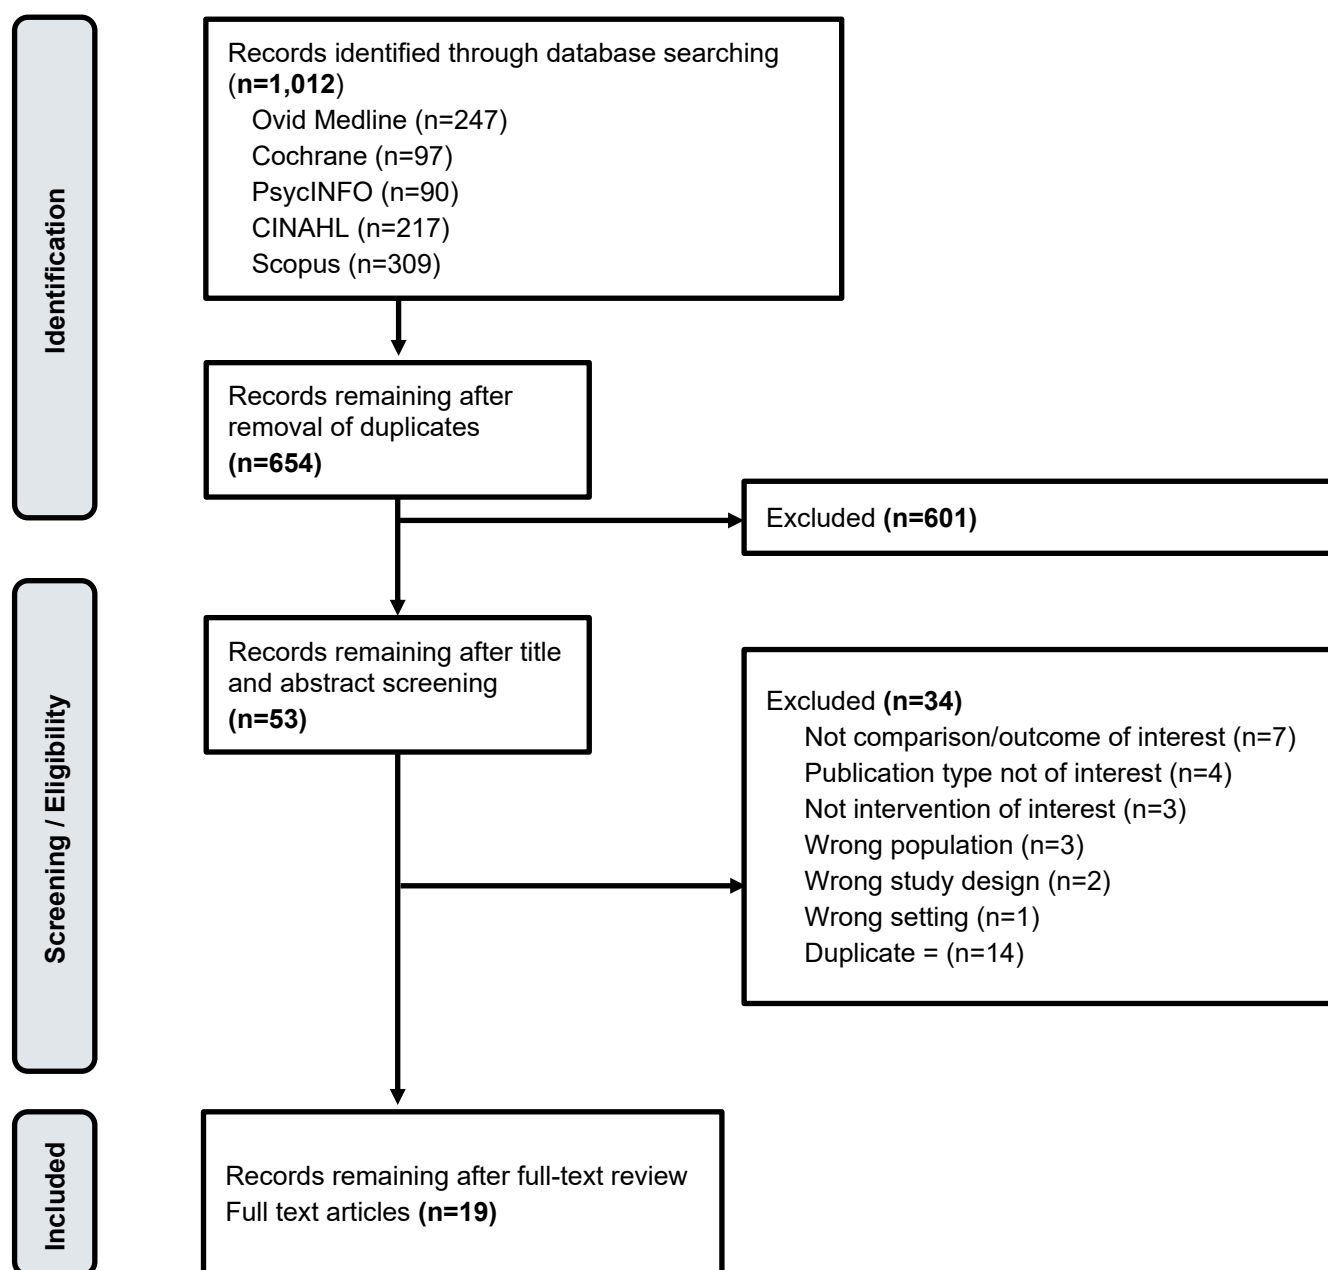 Identification
Records identified through database searching
(n=1,012)
Ovid Medline (n=247)
Cochrane (n=97)
PsycINFO (n=90)
CINAHL (n=217)
Scopus (n=309)
Records remaining after
removal of duplicates
(n=654)
Excluded (n=601)
Screening / Eligibility
Records remaining after title
and abstract screening
(n=53)
Excluded (n=34)
Not comparison/outcome of interest (n=7)
Publication type not of interest (n=4)
Not intervention of interest (n=3)
Wrong population (n=3)
Wrong study design (n=2)
Wrong setting (n=1)
Duplicate = (n=14)
Included
Records remaining after full-text review
Full text articles (n=19)